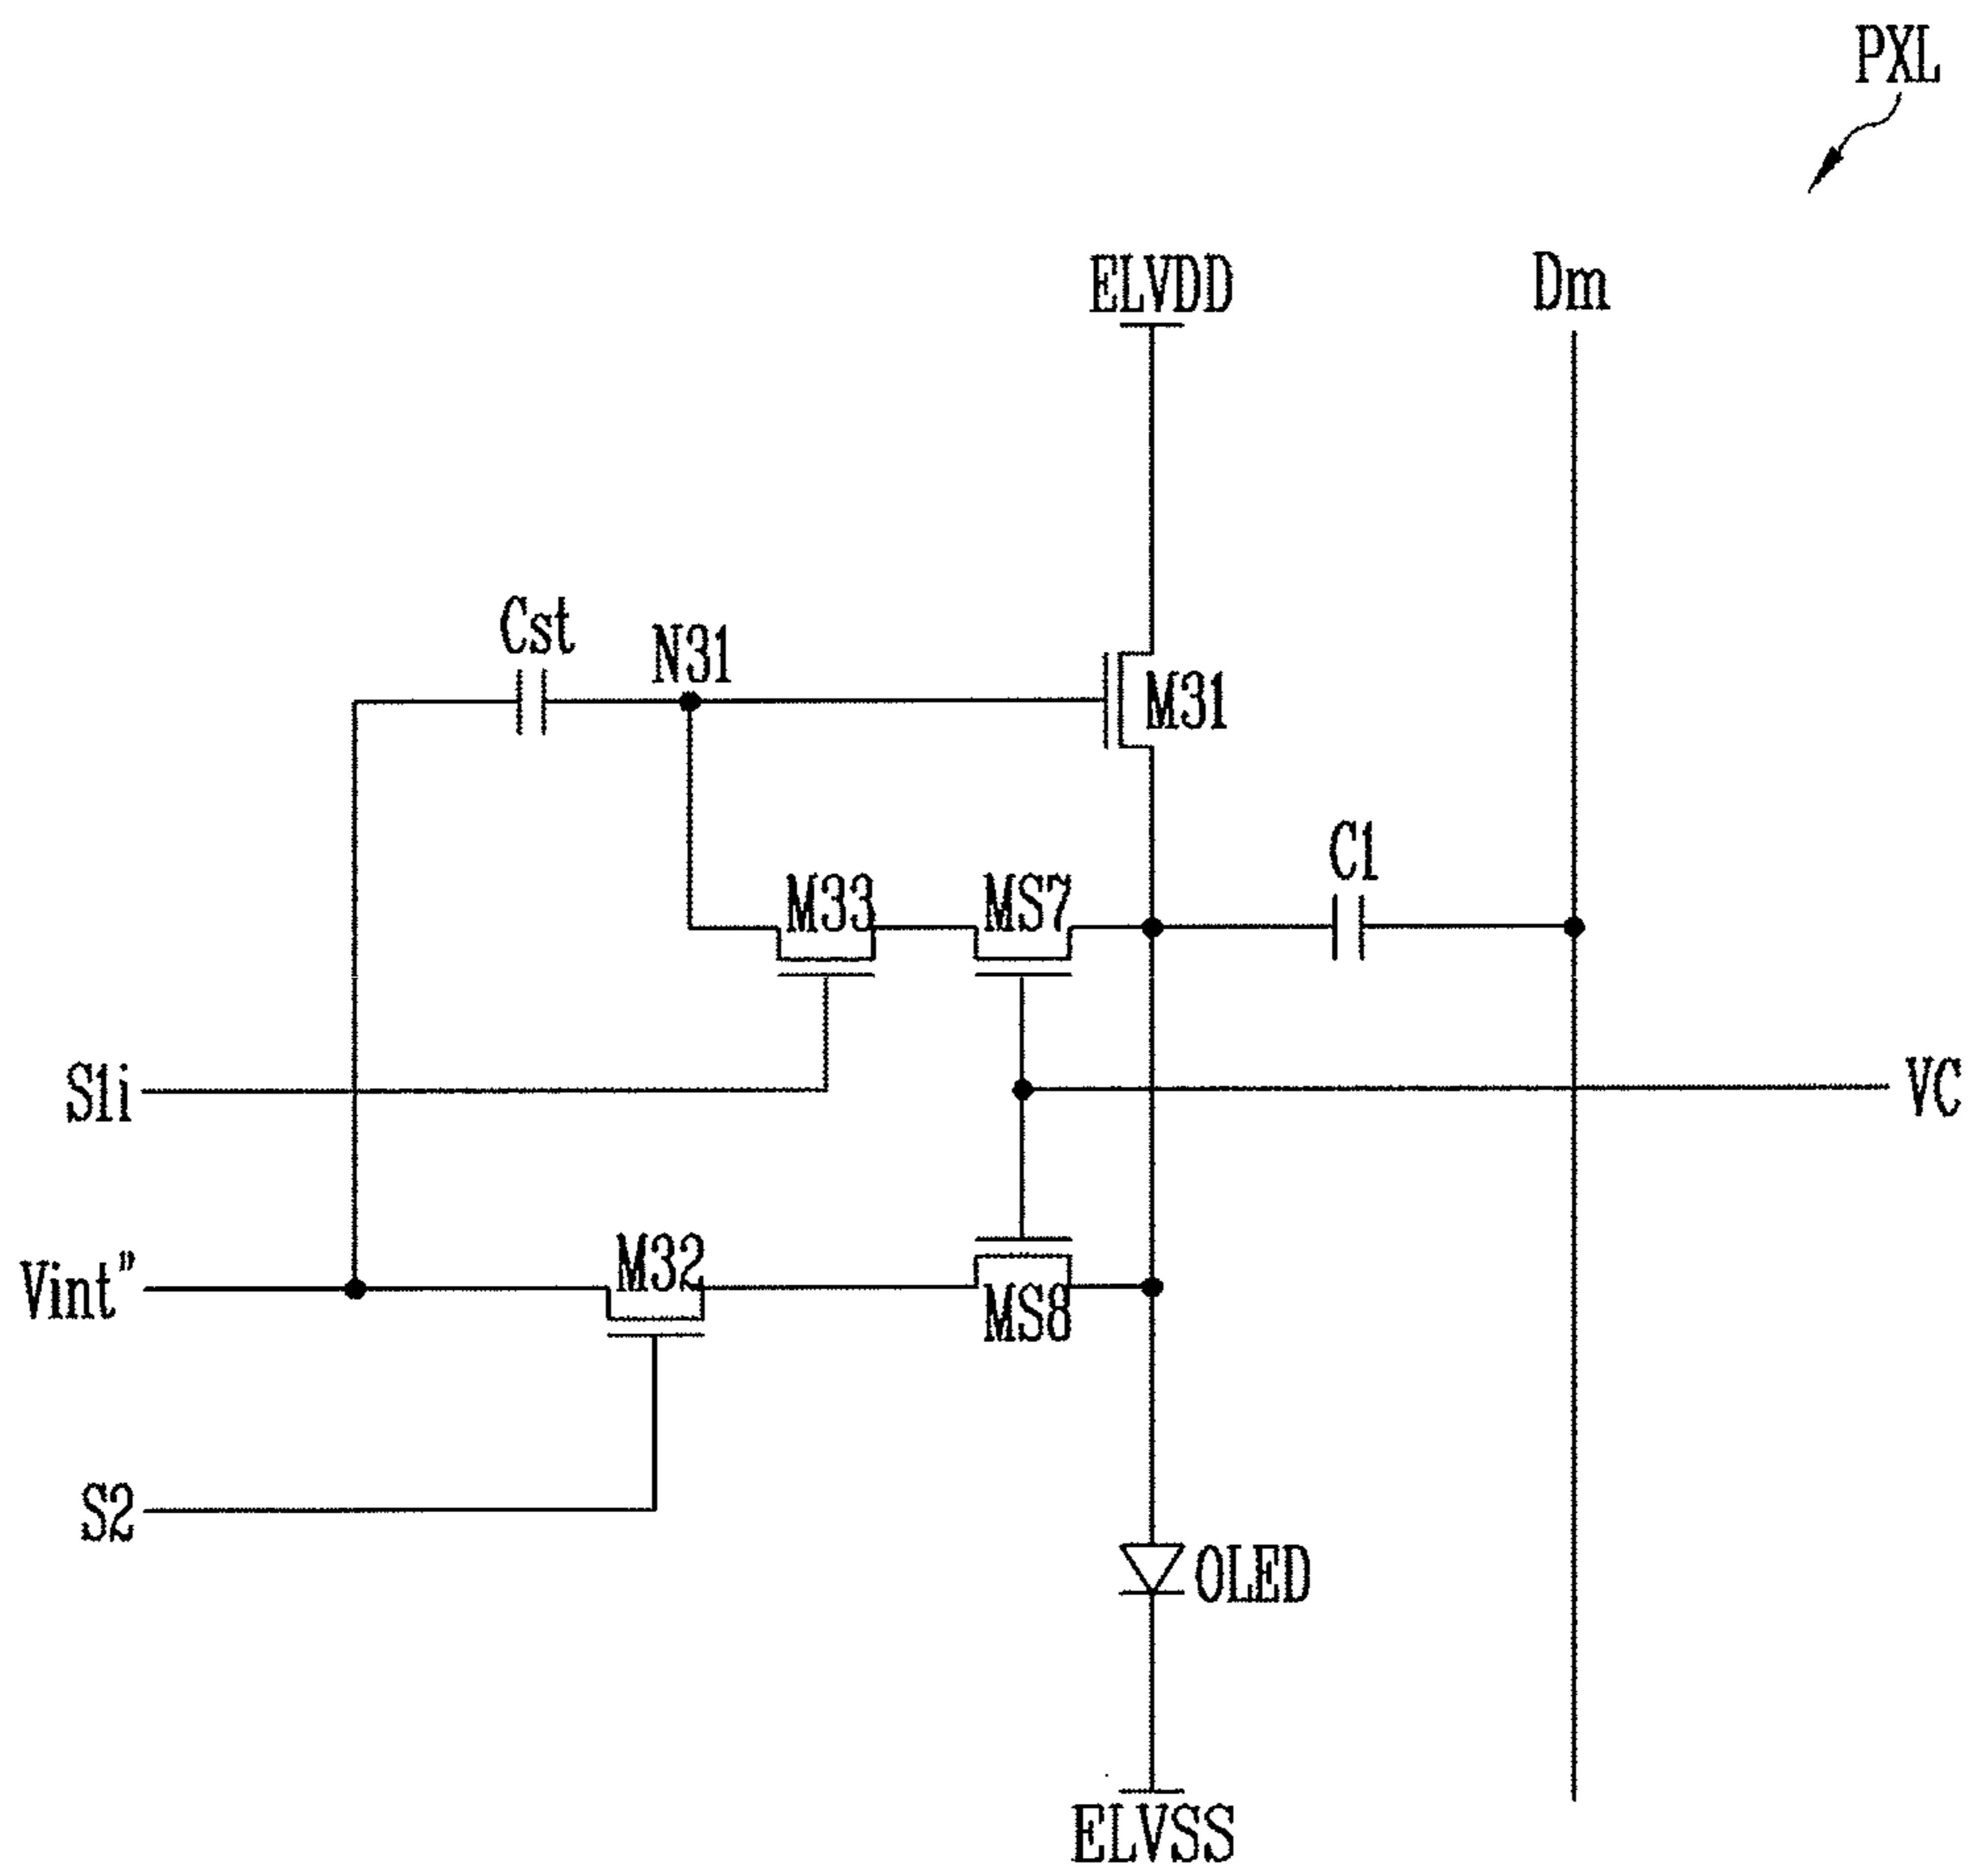 PXL
ELVDD
Dm
Cst
N31
M31
C1
M33
MS7
S1i
VC
Vint"
M32
MS8
S2
OLED
ELVSS